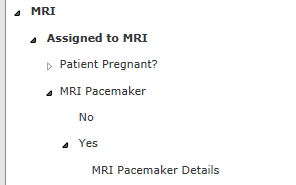 MRI
Assigned to MRI
Patient Pregnant?
MRI Pacemaker
No
Yes
MRI Pacemaker Details